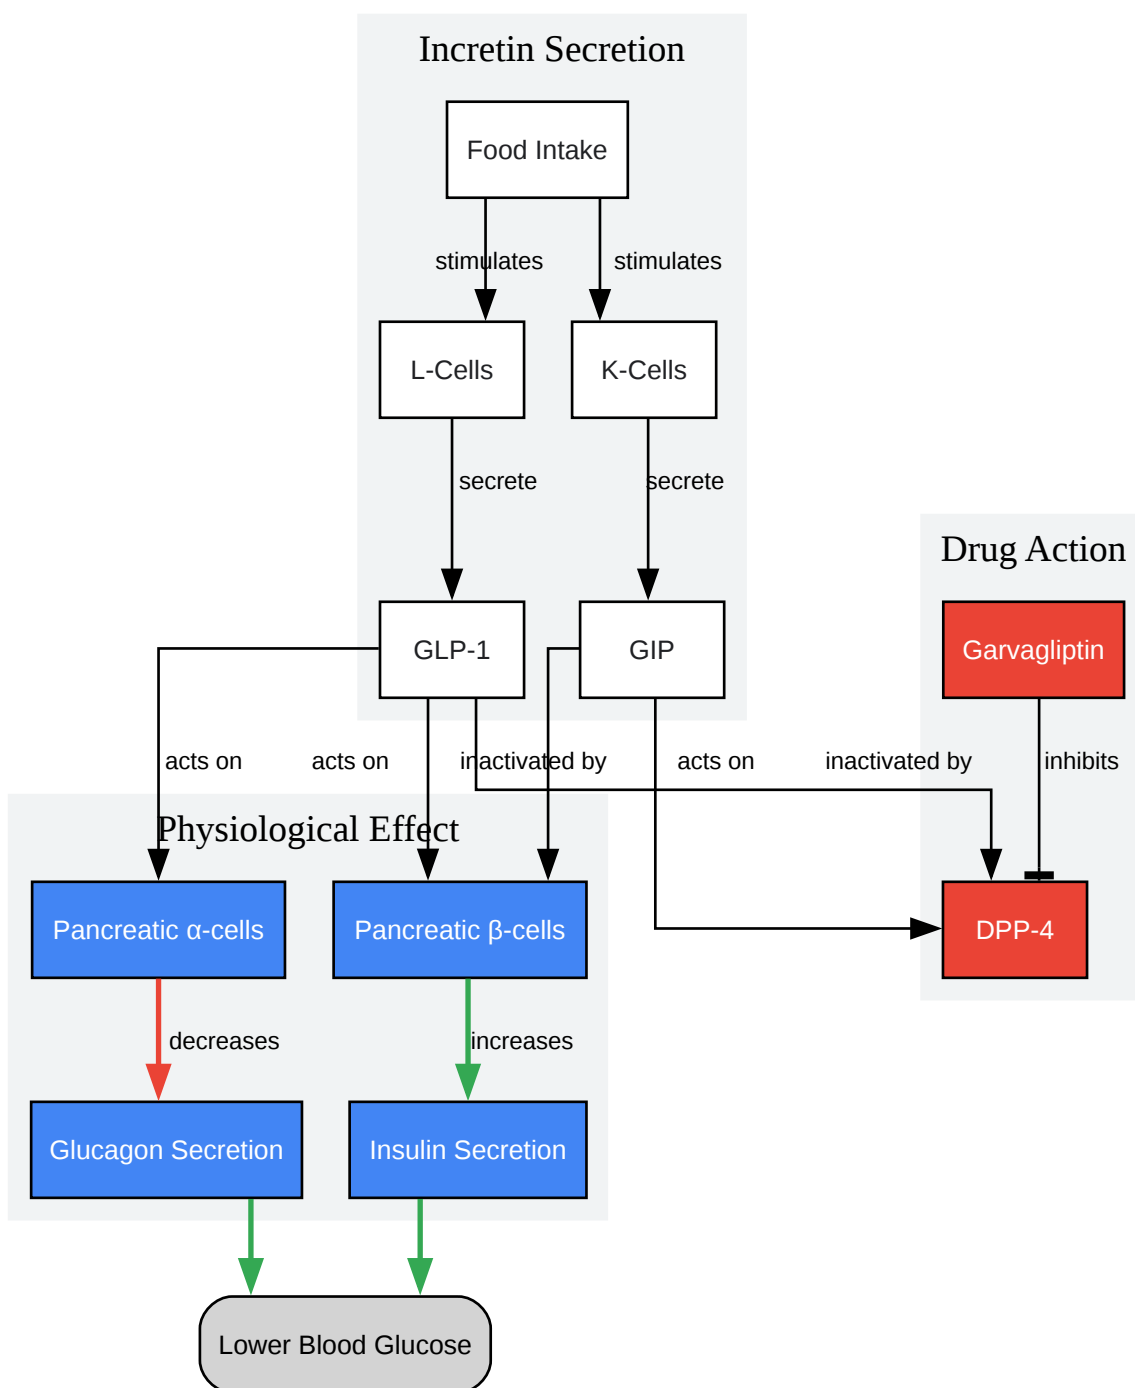 Incretin Secretion
Food Intake
stimulates
stimulates
L-Cells
K-Cells
secrete
secrete
Drug Action
GLP-1
GIP
Garvagliptin
acts on
acts on
inactivated by
acts on
inactivated by
inhibits
Physiological Effect
Pancreatic α-cells
Pancreatic β-cells
DPP-4
decreases
increases
Glucagon Secretion
Insulin Secretion
Lower Blood Glucose